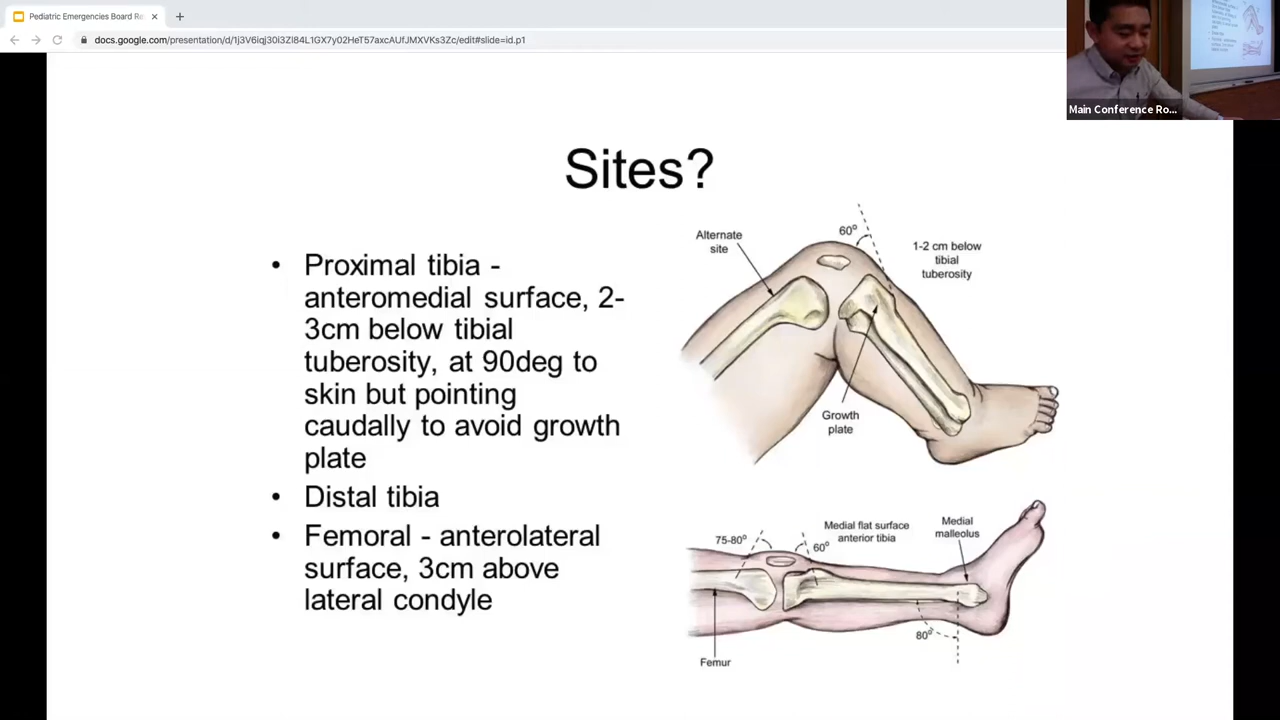 Pediatric Emergencies Board Re
docs.google.com/presentation/d/1j3V6iqj30i3Zl84L1GX7y02HeT57axcAUfJMXVKs3Zc/edit#slide=id.p1
Main Conference Ro...
Sites?
• Proximal tibia -
anteromedial surface, 2-
3cm below tibial
tuberosity, at 90deg to
skin but pointing
caudally to avoid growth
plate
• Distal tibia
• Femoral - anterolateral
surface, 3cm above
lateral condyle
Alternate
site
60°
1-2 cm below
tibial
tuberosity
Growth
plate
75-80°
60°
Medial flat surface
anterior tibia
Medial
malleolus
80°
Femur